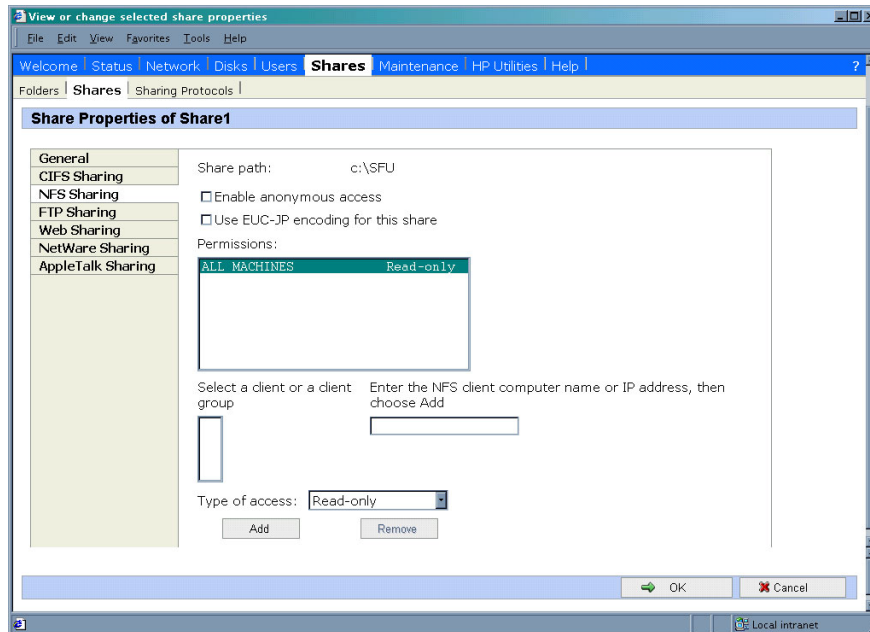 View or change selected share properties
File Edit View Favorites Tools Help
Welcome Status Network Disks Users Shares Maintenance HP Utilities Help ?
Folders Shares Sharing Protocols
Share Properties of Share1
General
CIFS Sharing
NFS Sharing
FTP Sharing
Web Sharing
NetWare Sharing
AppleTalk Sharing
Share path: c:\SFU
Enable anonymous access
Use EUC-JP encoding for this share
Permissions:
ALL MACHINES Read-only
Select a client or a client group
Enter the NFS client computer name or IP address, then choose Add
Type of access: Read-only
Add Remove
OK Cancel
Local intranet